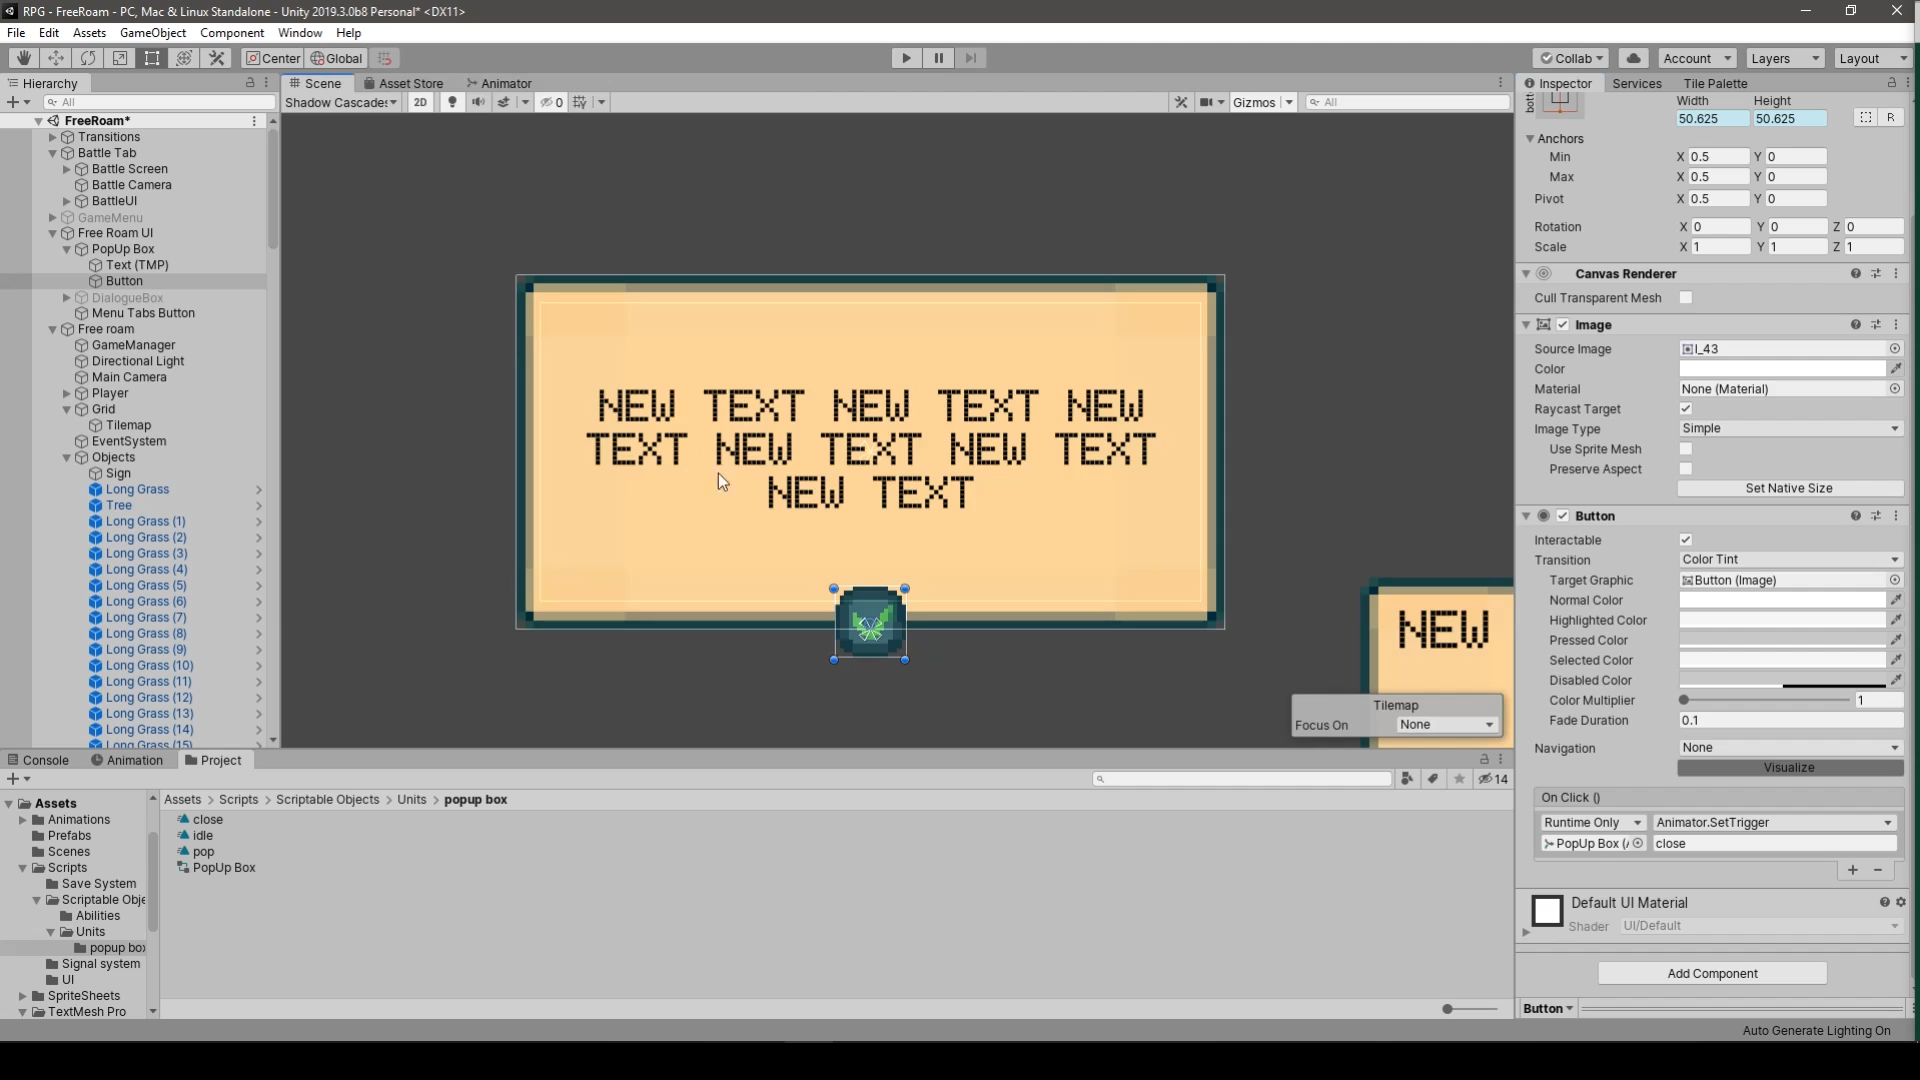 RPG - FreeRoam - PC, Mac & Linux Standalone - Unity 2019.3.0b8 Personal* <DX11>
File Edit Assets GameObject Component Window Help
Center Global
Collab Account Layers Layout
Hierarchy
All
FreeRoam*
Transitions
Battle Tab
Battle Screen
Battle Camera
BattleUI
GameMenu
Free Roam UI
PopUp Box
Text (TMP)
Button
DialogueBox
Menu Tabs Button
Free roam
GameManager
Directional Light
Main Camera
Player
Grid
Tilemap
EventSystem
Objects
Sign
Long Grass
Tree
Long Grass (1)
Long Grass (2)
Long Grass (3)
Long Grass (4)
Long Grass (5)
Long Grass (6)
Long Grass (7)
Long Grass (8)
Long Grass (9)
Long Grass (10)
Long Grass (11)
Long Grass (12)
Long Grass (13)
Long Grass (14)
Long Grass (15)
Scene Asset Store Animator
Shadow Cascades 2D 0 Gizmos All
NEW TEXT NEW TEXT NEW
TEXT NEW TEXT NEW TEXT
NEW TEXT
NEW
Tilemap
Focus On None
Inspector Services Tile Palette
Width Height
50.625 50.625
R
Anchors
Min X 0.5 Y 0
Max X 0.5 Y 0
Pivot X 0.5 Y 0
Rotation X 0 Y 0 Z 0
Scale X 1 Y 1 Z 1
Canvas Renderer
Cull Transparent Mesh
Image
Source Image I_43
Color
Material None (Material)
Raycast Target
Image Type Simple
Use Sprite Mesh
Preserve Aspect
Set Native Size
Button
Interactable
Transition Color Tint
Target Graphic Button (Image)
Normal Color
Highlighted Color
Pressed Color
Selected Color
Disabled Color
Color Multiplier 1
Fade Duration 0.1
Navigation None
Visualize
On Click ()
Runtime Only Animator.SetTrigger
PopUp Box (/ close
Default UI Material
Shader UI/Default
Add Component
Button
Console Animation Project
14
Assets
Animations
Prefabs
Scenes
Scripts
Save System
Scriptable Obje
Abilities
Units
popup box
Signal system
UI
SpriteSheets
TextMesh Pro
Assets > Scripts > Scriptable Objects > Units > popup box
close
idle
pop
PopUp Box
Auto Generate Lighting On